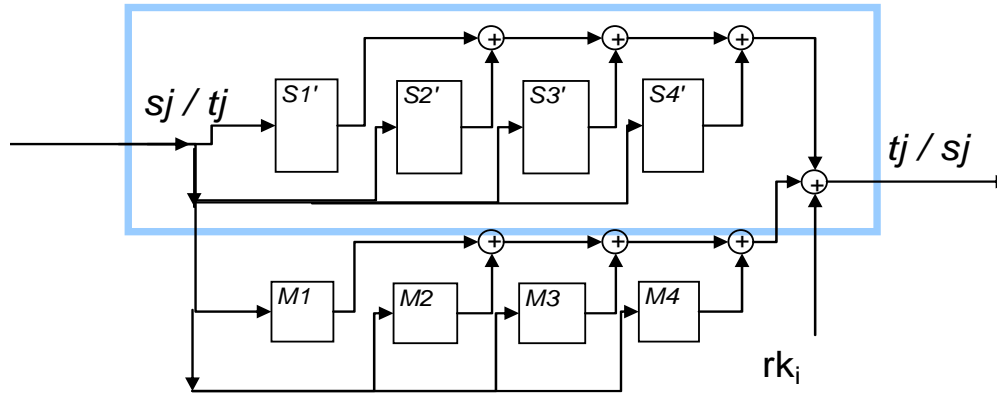 S1' S2' S3' S4'
sj / tj
tj / sj
M1 M2 M3 M4
rkᵢ